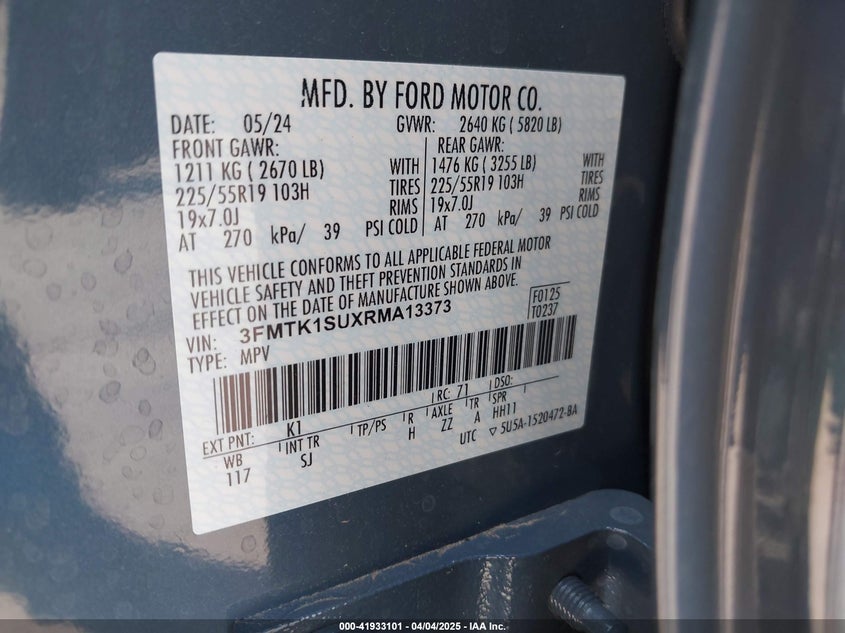 MFD. BY FORD MOTOR CO.
DATE: 05/24 GVWR: 2640 KG ( 5820 LB)
FRONT GAWR: REAR GAWR:
1211 KG ( 2670 LB) WITH 1476 KG ( 3255 LB) WITH
225/55R19 103H TIRES 225/55R19 103H TIRES
19x7.0J RIMS 19x7.0J RIMS
AT 270 kPa/ 39 PSI COLD AT 270 kPa/ 39 PSI COLD
THIS VEHICLE CONFORMS TO ALL APPLICABLE FEDERAL MOTOR
VEHICLE SAFETY AND THEFT PREVENTION STANDARDS IN
EFFECT ON THE DATE OF MANUFACTURE SHOWN ABOVE.
F0125
T0237
VIN: 3FMTK1SUXRMA13373
TYPE: MPV
EXT PNT: K1 RC: 71 DSO:
WB INT TR TP/PS R AXLE TR SPR
117 SJ H ZZ A HH11
UTC ▽ 5U5A-1520472-BA
000-41933101 - 04/04/2025 - IAA Inc.